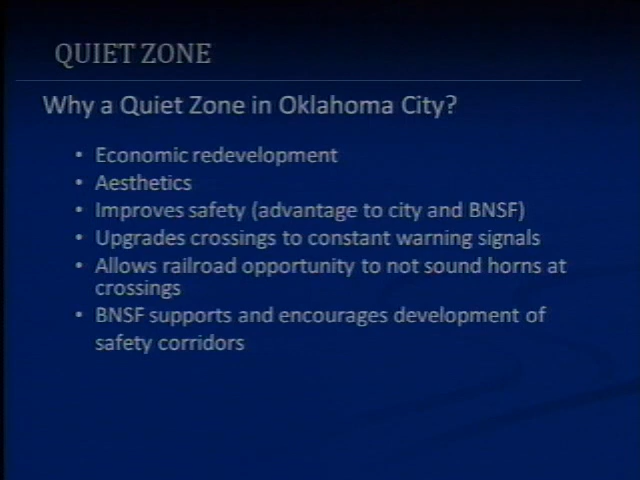 QUIET ZONE
Why a Quiet Zone in Oklahoma City?
• Economic redevelopment
• Aesthetics
• Improves safety (advantage to city and BNSF)
• Upgrades crossings to constant warning signals
• Allows railroad opportunity to not sound horns at
crossings
• BNSF supports and encourages development of
safety corridors